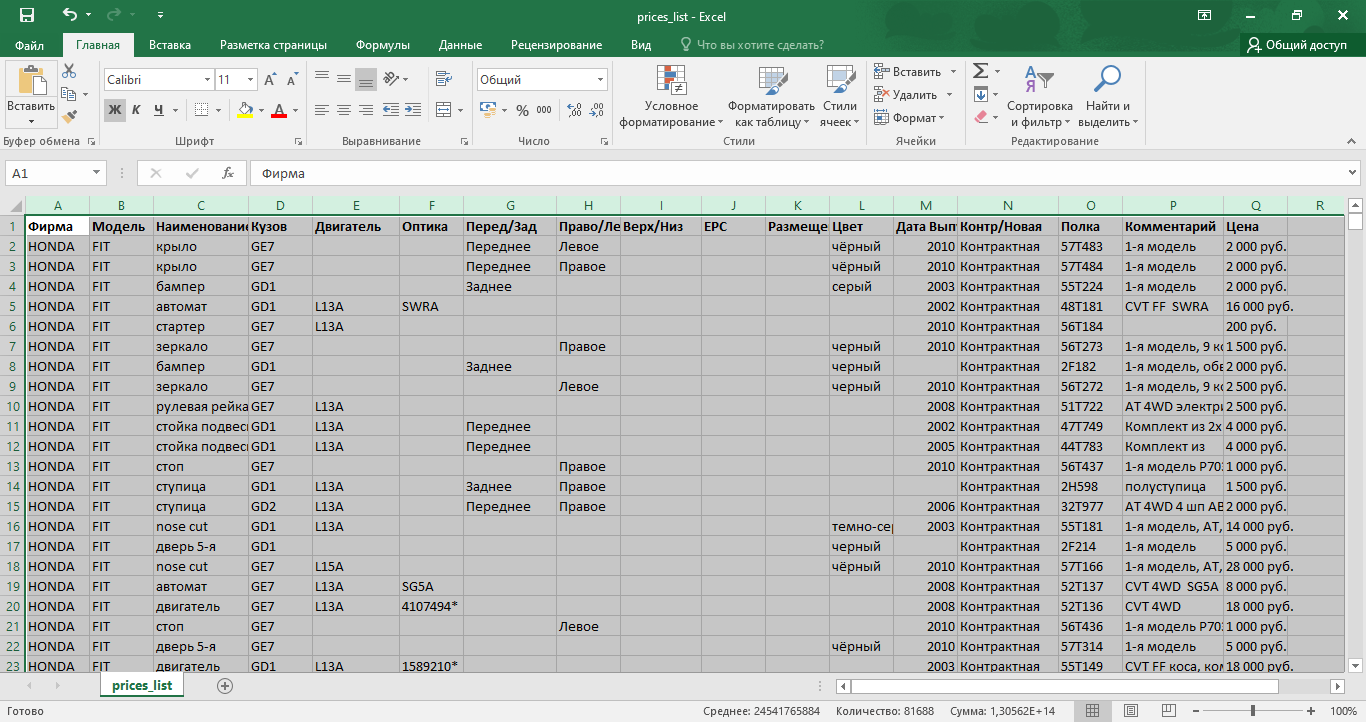 prices_list - Excel
Файл Главная Вставка Разметка страницы Формулы Данные Рецензирование Вид Что вы хотите сделать? Общий доступ
Вставить
Буфер обмена
Calibri 11
Ж К Ч А
Шрифт
Выравнивание
Общий
% 000
Число
Условное форматирование
Форматировать как таблицу
Стили ячеек
Стили
Вставить
Удалить
Формат
Ячейки
Сортировка и фильтр
Найти и выделить
Редактирование
A1 fx Фирма
A B C D E F G H I J K L M N O P Q R
1 Фирма Модель Наименование Кузов Двигатель Оптика Перед/Зад Право/Ле Верх/Низ EPC Размеще Цвет Дата Вып Контр/Новая Полка Комментарий Цена
2 HONDA FIT крыло GE7 Переднее Левое чёрный 2010 Контрактная 57T483 1-я модель 2 000 руб.
3 HONDA FIT крыло GE7 Переднее Правое чёрный 2010 Контрактная 57T484 1-я модель 2 000 руб.
4 HONDA FIT бампер GD1 Заднее серый 2003 Контрактная 55T224 1-я модель 2 000 руб.
5 HONDA FIT автомат GD1 L13A SWRA 2002 Контрактная 48T181 CVT FF SWRA 16 000 руб.
6 HONDA FIT стартер GE7 L13A 2010 Контрактная 56T184 200 руб.
7 HONDA FIT зеркало GE7 Правое черный 2010 Контрактная 56T273 1-я модель, 9 ко 1 500 руб.
8 HONDA FIT бампер GD1 Заднее черный Контрактная 2F182 1-я модель, обв 2 000 руб.
9 HONDA FIT зеркало GE7 Левое черный 2010 Контрактная 56T272 1-я модель, 9 ко 2 500 руб.
10 HONDA FIT рулевая рейка GE7 L13A 2008 Контрактная 51T722 AT 4WD электри 2 500 руб.
11 HONDA FIT стойка подвес GD1 L13A Переднее 2002 Контрактная 47T749 Комплект из 2х 4 000 руб.
12 HONDA FIT стойка подвес GD1 L13A Переднее 2005 Контрактная 44T783 Комплект из 4 000 руб.
13 HONDA FIT стоп GE7 Правое 2010 Контрактная 56T437 1-я модель P70 1 000 руб.
14 HONDA FIT ступица GD1 L13A Заднее Правое Контрактная 2H598 полуступица 1 500 руб.
15 HONDA FIT ступица GD2 L13A Переднее Правое 2006 Контрактная 32T977 AT 4WD 4 шп AB 2 000 руб.
16 HONDA FIT nose cut GD1 L13A темно-сер 2003 Контрактная 55T181 1-я модель, AT, 14 000 руб.
17 HONDA FIT дверь 5-я GD1 черный Контрактная 2F214 1-я модель 5 000 руб.
18 HONDA FIT nose cut GE7 L15A чёрный 2010 Контрактная 57T166 1-я модель, AT, 28 000 руб.
19 HONDA FIT автомат GE7 L13A SG5A 2008 Контрактная 52T137 CVT 4WD SG5A 8 000 руб.
20 HONDA FIT двигатель GE7 L13A 4107494* 2008 Контрактная 52T136 CVT 4WD 18 000 руб.
21 HONDA FIT стоп GE7 Левое 2010 Контрактная 56T436 1-я модель P70 1 000 руб.
22 HONDA FIT дверь 5-я GE7 чёрный 2010 Контрактная 57T314 1-я модель 5 000 руб.
23 HONDA FIT двигатель GD1 L13A 1589210* 2003 Контрактная 55T149 CVT FF коса, ком 18 000 руб.
prices_list
Готово Среднее: 24541765884 Количество: 81688 Сумма: 1,30562E+14 100%